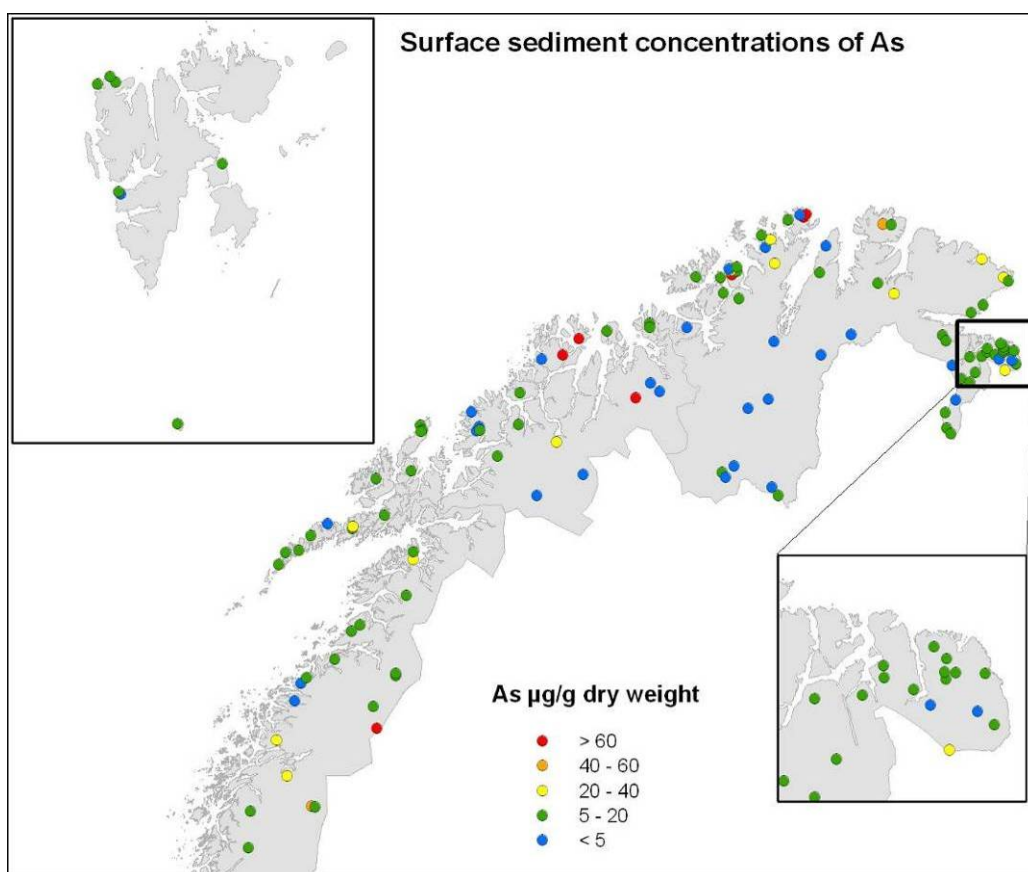 Surface sediment concentrations of As
As µg/g dry weight
> 60
40 - 60
20 - 40
5 - 20
< 5